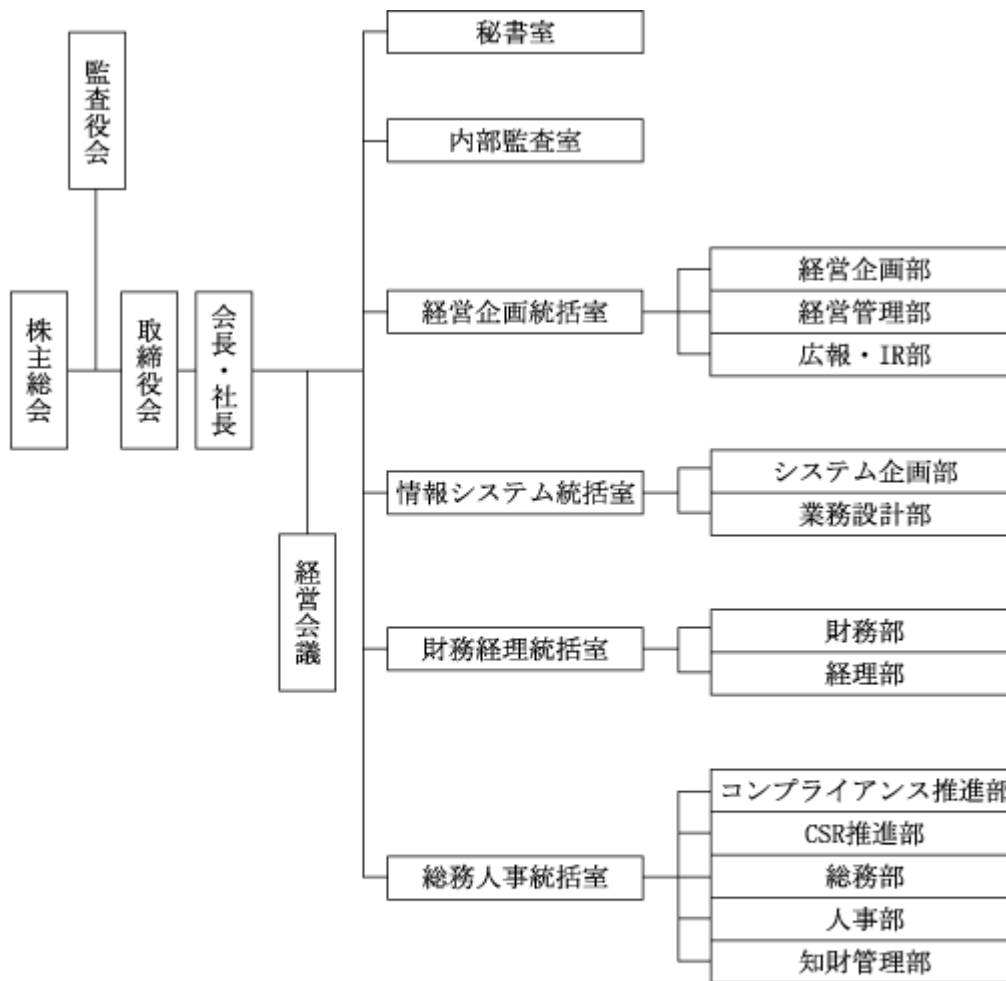 監査役会
株主総会
取締役会
会長・社長
経営会議
秘書室
内部監査室
経営企画統括室
経営企画部
経営管理部
広報・IR部
情報システム統括室
システム企画部
業務設計部
財務経理統括室
財務部
経理部
総務人事統括室
コンプライアンス推進部
CSR推進部
総務部
人事部
知財管理部